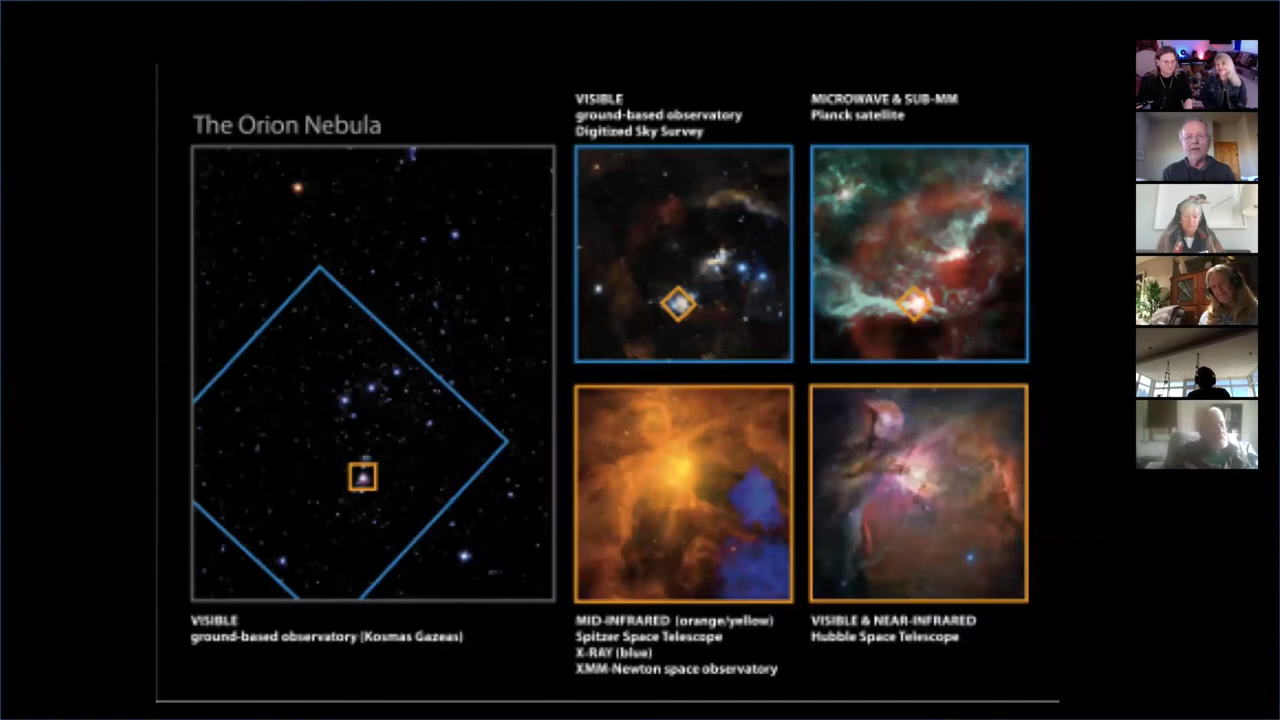 The Orion Nebula
VISIBLE
ground-based observatory
Digitized Sky Survey
MICROWAVE & SUB-MM
Planck satellite
VISIBLE
ground-based observatory (Kosmas Gazeas)
MID-INFRARED (orange/yellow)
Spitzer Space Telescope
X-RAY (blue)
XMM-Newton space observatory
VISIBLE & NEAR-INFRARED
Hubble Space Telescope